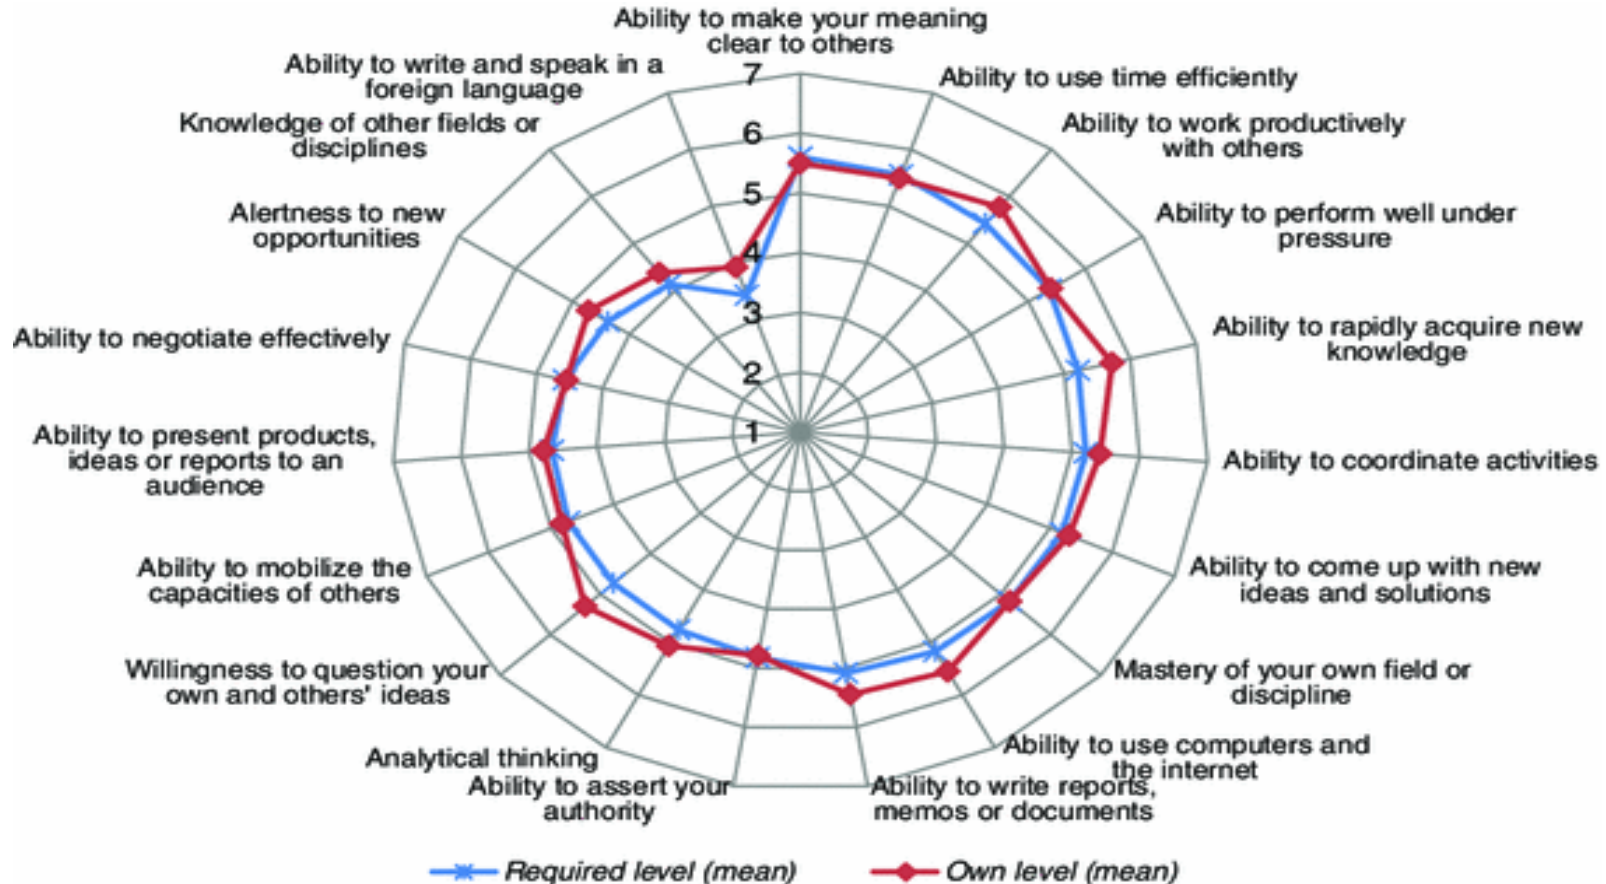 Ability to make your meaning
clear to others
Ability to write and speak in a
foreign language
Ability to use time efficiently
Knowledge of other fields or
disciplines
Ability to work productively
with others
Alertness to new
opportunities
Ability to perform well under
pressure
Ability to negotiate effectively
Ability to rapidly acquire new
knowledge
Ability to present products,
ideas or reports to an
audience
Ability to coordinate activities
Ability to mobilize the
capacities of others
Ability to come up with new
ideas and solutions
Willingness to question your
own and others' ideas
Mastery of your own field or
discipline
Analytical thinking
Ability to use computers and
the internet
Ability to assert your
authority
Ability to write reports,
memos or documents
7
6
5
4
3
2
1
Required level (mean)
Own level (mean)